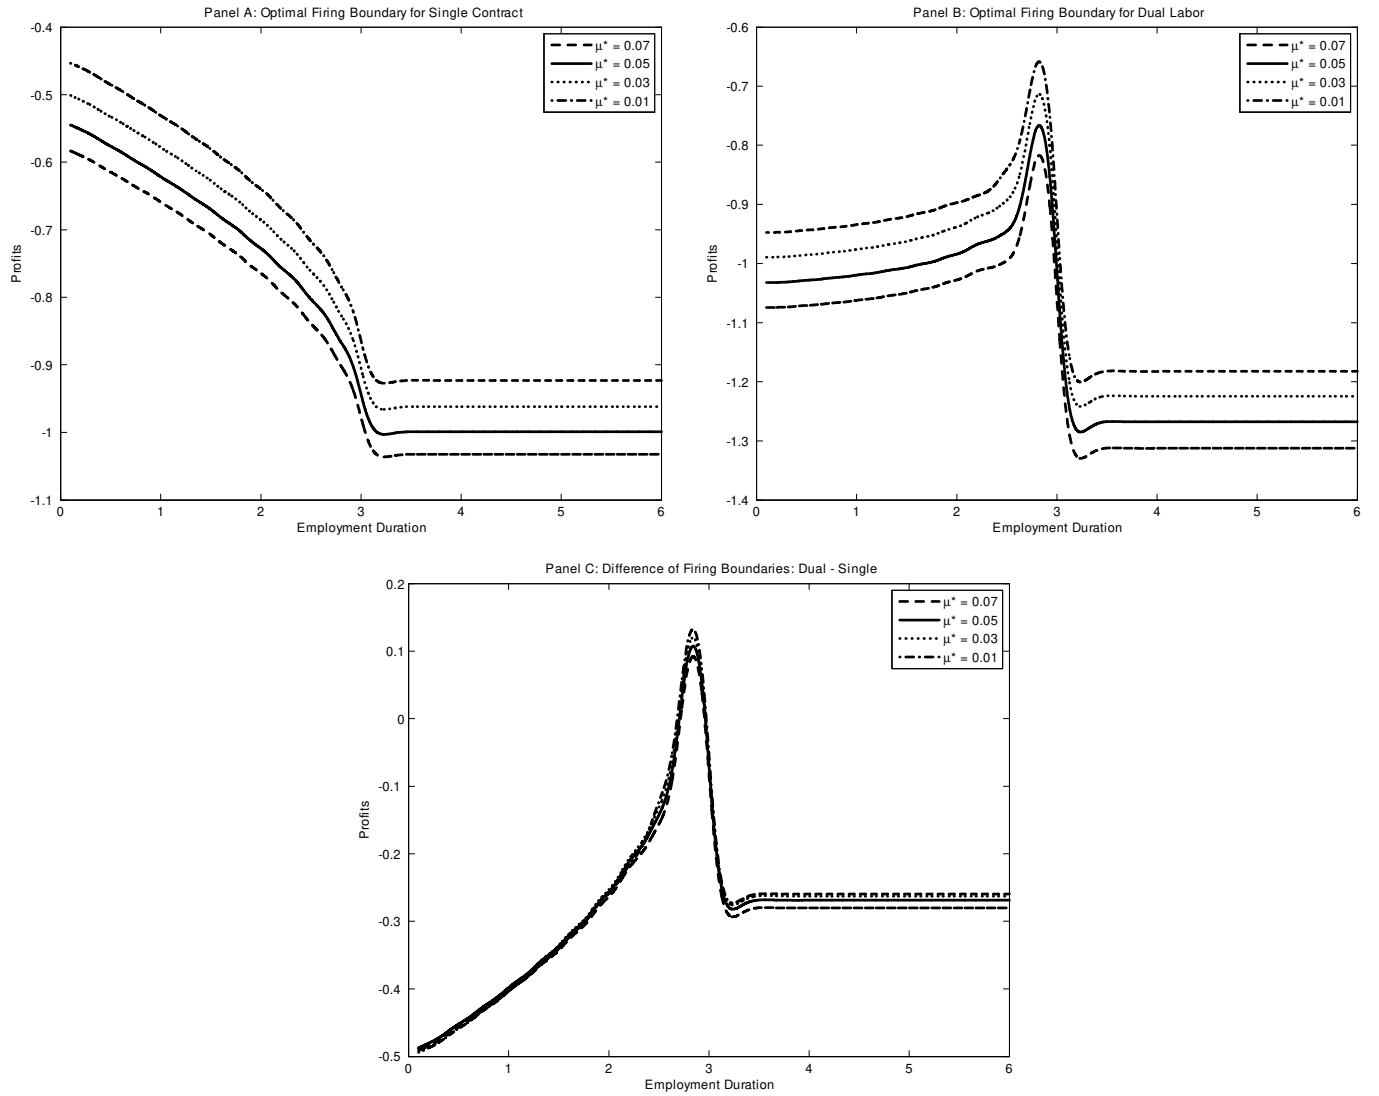 Panel A: Optimal Firing Boundary for Single Contract
-0.4
-0.5
-0.6
-0.7
-0.8
-0.9
-1
-1.1
Profits
0 1 2 3 4 5 6
Employment Duration
μ* = 0.07
μ* = 0.05
μ* = 0.03
μ* = 0.01
Panel B: Optimal Firing Boundary for Dual Labor
-0.6
-0.7
-0.8
-0.9
-1
-1.1
-1.2
-1.3
-1.4
Profits
0 1 2 3 4 5 6
Employment Duration
μ* = 0.07
μ* = 0.05
μ* = 0.03
μ* = 0.01
Panel C: Difference of Firing Boundaries: Dual - Single
0.2
0.1
0
-0.1
-0.2
-0.3
-0.4
-0.5
Profits
0 1 2 3 4 5 6
Employment Duration
μ* = 0.07
μ* = 0.05
μ* = 0.03
μ* = 0.01